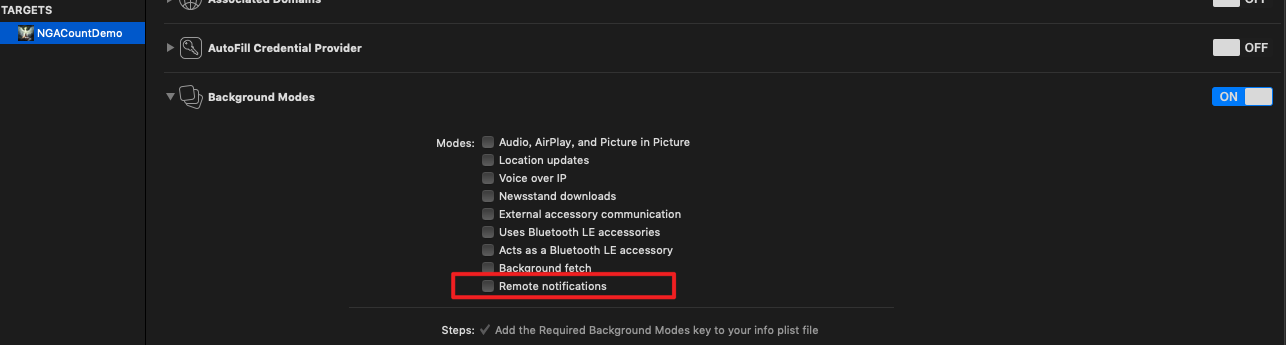 TARGETS
NGACountDemo
Associated Domains
OFF
AutoFill Credential Provider
OFF
Background Modes
ON
Modes:
Audio, AirPlay, and Picture in Picture
Location updates
Voice over IP
Newsstand downloads
External accessory communication
Uses Bluetooth LE accessories
Acts as a Bluetooth LE accessory
Background fetch
Remote notifications
Steps: ✓ Add the Required Background Modes key to your info plist file